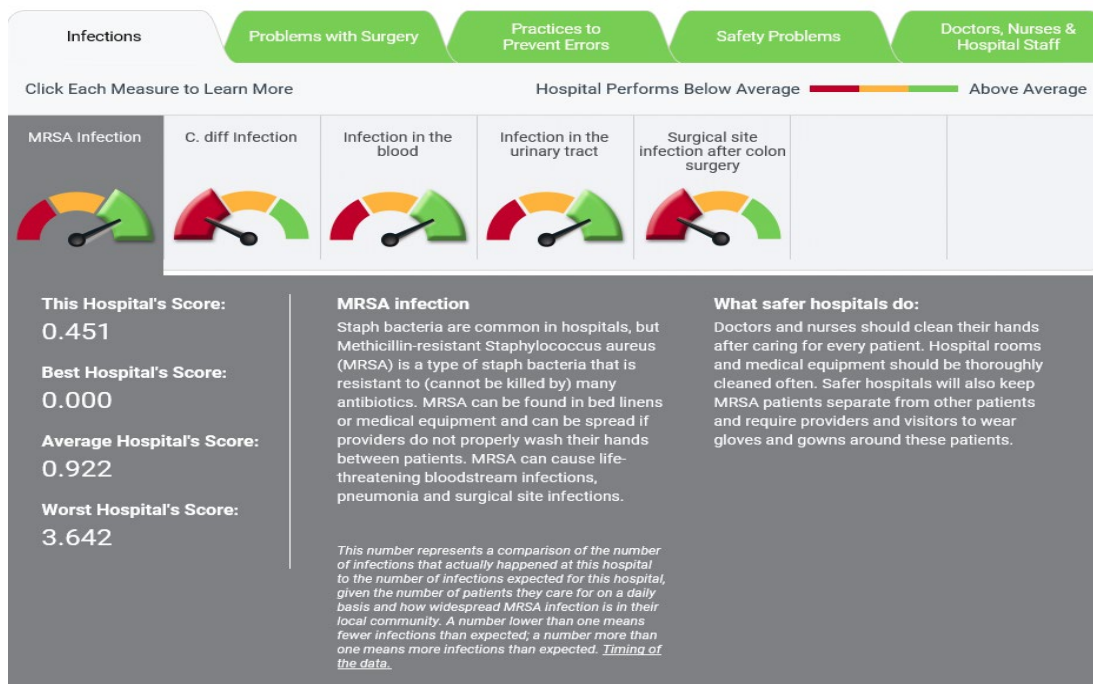 Infections
Problems with Surgery
Practices to
Prevent Errors
Safety Problems
Doctors, Nurses &
Hospital Staff
Click Each Measure to Learn More
Hospital Performs Below Average
Above Average
MRSA Infection
C. diff Infection
Infection in the
blood
Infection in the
urinary tract
Surgical site
infection after colon
surgery
This Hospital's Score:
0.451
Best Hospital's Score:
0.000
Average Hospital's Score:
0.922
Worst Hospital's Score:
3.642
MRSA infection
Staph bacteria are common in hospitals, but
Methicillin-resistant Staphylococcus aureus
(MRSA) is a type of staph bacteria that is
resistant to (cannot be killed by) many
antibiotics. MRSA can be found in bed linens
or medical equipment and can be spread if
providers do not properly wash their hands
between patients. MRSA can cause life-
threatening bloodstream infections,
pneumonia and surgical site infections.
This number represents a comparison of the number
of infections that actually happened at this hospital
to the number of infections expected for this hospital,
given the number of patients they care for on a daily
basis and how widespread MRSA infection is in their
local community. A number lower than one means
fewer infections than expected; a number more than
one means more infections than expected. Timing of
the data.
What safer hospitals do:
Doctors and nurses should clean their hands
after caring for every patient. Hospital rooms
and medical equipment should be thoroughly
cleaned often. Safer hospitals will also keep
MRSA patients separate from other patients
and require providers and visitors to wear
gloves and gowns around these patients.